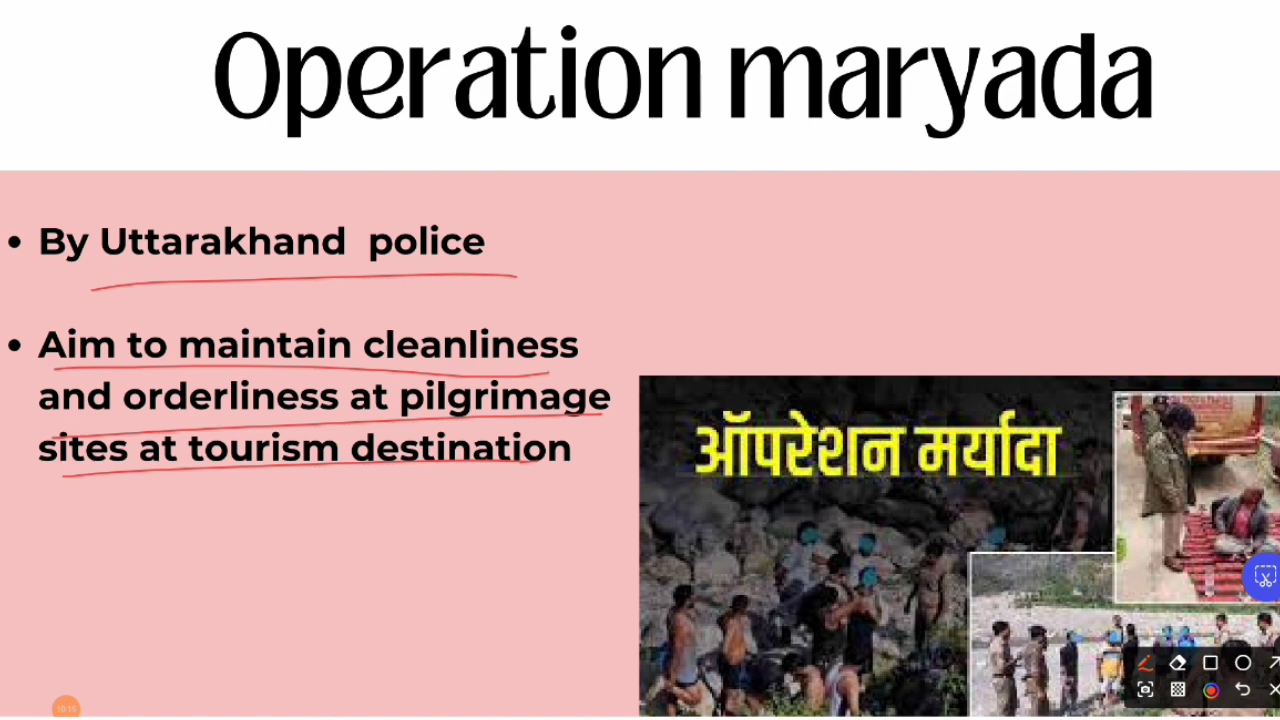 Operation maryada
• By Uttarakhand police
• Aim to maintain cleanliness
and orderliness at pilgrimage
sites at tourism destination
ऑपरेशन मर्यादा